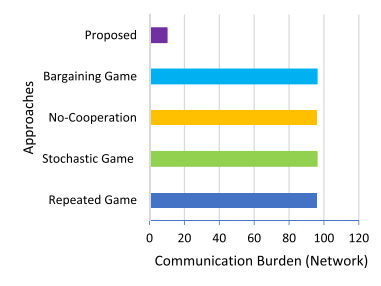 Proposed
Bargaining Game
No-Cooperation
Stochastic Game
Repeated Game
Approaches
0 20 40 60 80 100 120
Communication Burden (Network)